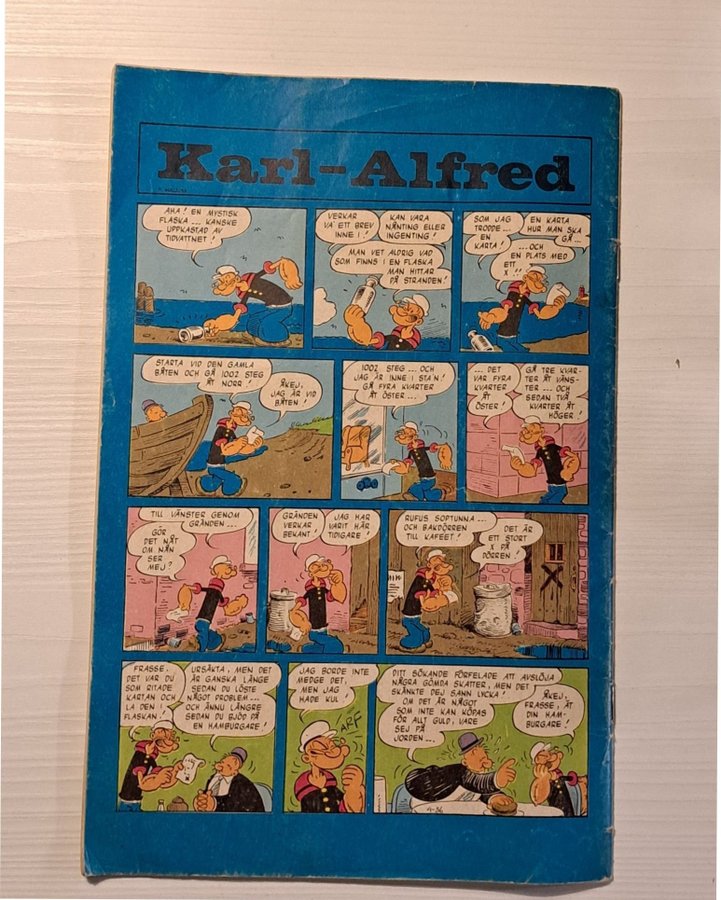 Karl-Alfred
AHA! EN MYSTISK
FLASKA... KANSKE
UPPKASTAD AV
TIDVATTNET!
VERKAR
VA' ETT BREV
INNE I!
KAN VARA
NÅNTING ELLER
INGENTING!
MAN VET ALDRIG VAD
SOM FINNS I EN FLASKA
MAN HITTAR
PÅ STRANDEN!
SOM JAG
TRODDE...
EN
KARTA!
EN KARTA
HUR MAN SKA
GÅ...
...OCH
EN PLATS MED
ETT
X!!
STARTA VID DEN GAMLA
BÅTEN OCH GÅ 1002 STEG
ÅT NORR!
ÅKEJ,
JAG ÄR VID
BÅTEN!
1002 STEG... OCH
JAG ÄR INNE I STA'N!
GÅ FYRA KVARTER
ÅT ÖSTER...
... DET
VAR FYRA
KVARTER
ÅT
ÖSTER!
GÅ TRE KVAR-
TER ÅT VÄNS-
TER ... OCH
SEDAN TVÅ
KVARTER ÅT
HÖGER!
TILL VÄNSTER GENOM
GRÄNDEN...
GÖR
DET NÅT
OM NÅN
SER
MEJ?
GRÄNDEN
VERKAR
BEKANT!
JAG HAR
VARIT HÄR
TIDIGARE!
RUFUS SOPTUNNA...
OCH BAKDÖRREN
TILL KAFEET!
DET ÄR
ETT STORT
X PÅ
DÖRREN!
X
FRASSE,
DET VAR DU
SOM RITADE
KARTAN OCH
LA DEN I
FLASKAN!
URSÄKTA, MEN DET
ÄR GANSKA LÄNGE
SEDAN DU LÖSTE
NÅGOT PROBLEM...
OCH ÄNNU LÄNGRE
SEDAN DU BJÖD PÅ
EN HAMBURGARE!
JAG BORDE INTE
MEDGE DET,
MEN JAG
HADE KUL!
ARF
DITT SÖKANDE FÖRFELADE ATT AVSLÖJA
NÅGRA GÖMDA SKATTER, MEN DET
SKÄNKTE DEJ SANN LYCKA!
OM DET ÄR NÅGOT
SOM INTE KAN KÖPAS
FÖR ALLT GULD, VARE
SEJ PÅ
JORDEN...
ÅKEJ,
FRASSE, ÄT
DIN HAM-
BURGARE!
4-36